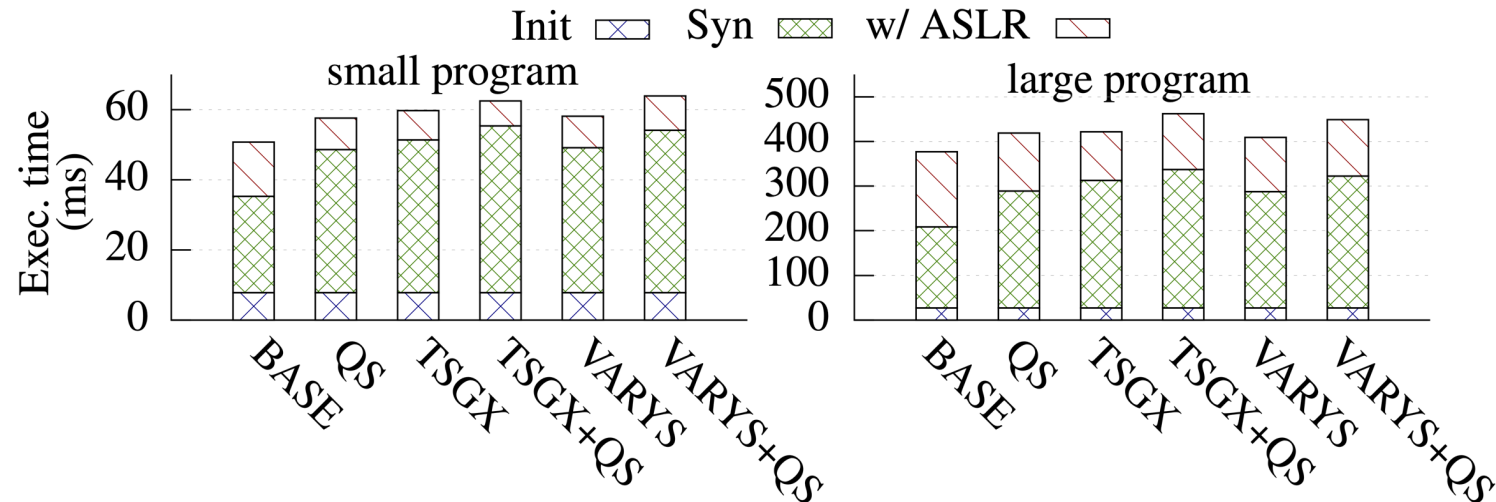 Init Syn w/ ASLR
small program
Exec. time
(ms)
60
40
20
0
BASE
QS
TSGX
TSGX+QS
VARYS
VARYS+QS
large program
500
400
300
200
100
0
BASE
QS
TSGX
TSGX+QS
VARYS
VARYS+QS